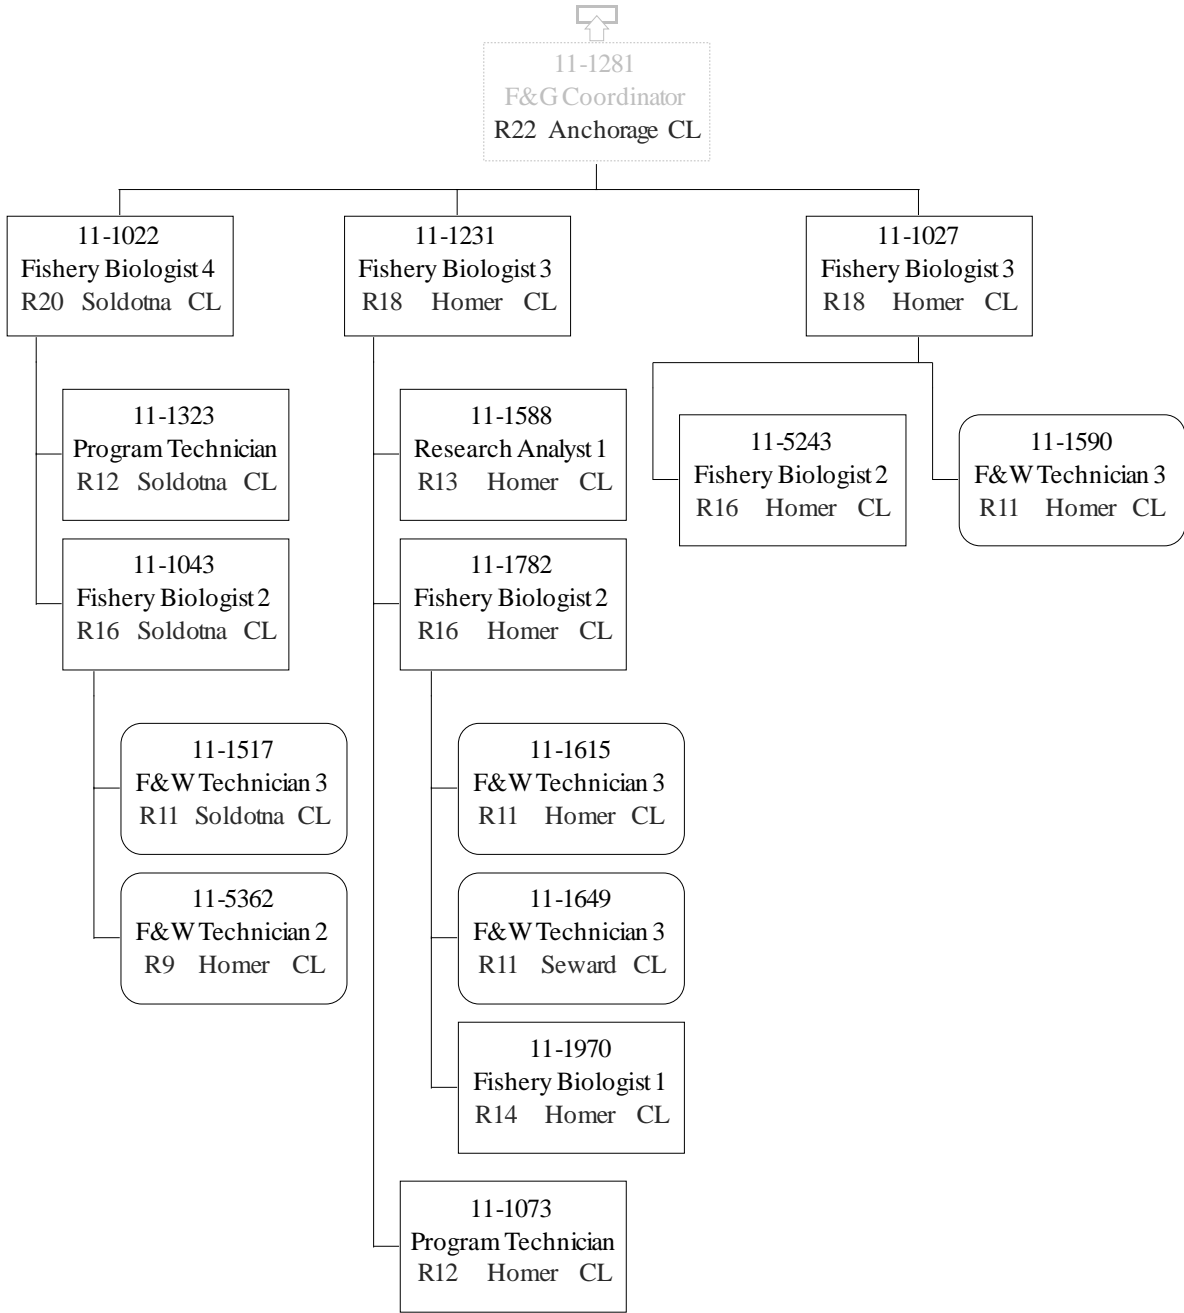 11-1281
F&G Coordinator
R22 Anchorage CL
11-1022
Fishery Biologist 4
R20 Soldotna CL
11-1323
Program Technician
R12 Soldotna CL
11-1043
Fishery Biologist 2
R16 Soldotna CL
11-1517
F&W Technician 3
R11 Soldotna CL
11-5362
F&W Technician 2
R9 Homer CL
11-1231
Fishery Biologist 3
R18 Homer CL
11-1588
Research Analyst 1
R13 Homer CL
11-1782
Fishery Biologist 2
R16 Homer CL
11-1615
F&W Technician 3
R11 Homer CL
11-1649
F&W Technician 3
R11 Seward CL
11-1970
Fishery Biologist 1
R14 Homer CL
11-1073
Program Technician
R12 Homer CL
11-1027
Fishery Biologist 3
R18 Homer CL
11-5243
Fishery Biologist 2
R16 Homer CL
11-1590
F&W Technician 3
R11 Homer CL